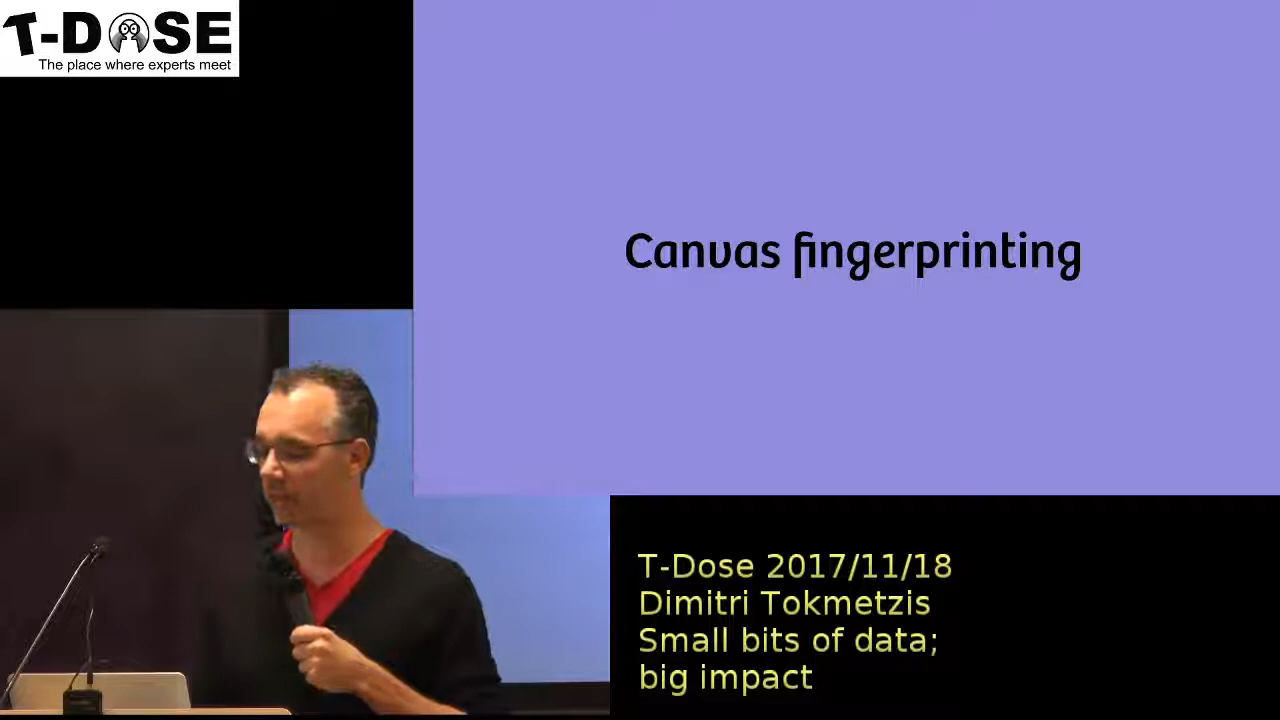 T-DOSE
The place where experts meet
Canvas fingerprinting
T-Dose 2017/11/18
Dimitri Tokmetzis
Small bits of data;
big impact